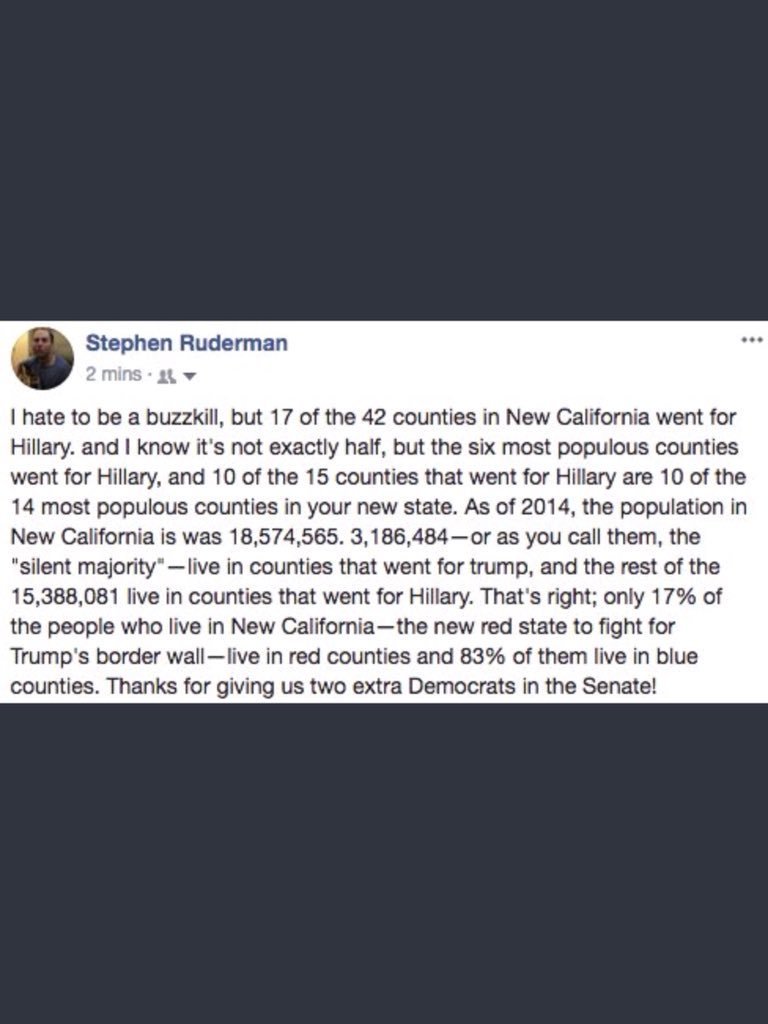 Stephen Ruderman
2 mins ·
I hate to be a buzzkill, but 17 of the 42 counties in New California went for
Hillary. and I know it's not exactly half, but the six most populous counties
went for Hillary, and 10 of the 15 counties that went for Hillary are 10 of the
14 most populous counties in your new state. As of 2014, the population in
New California is was 18,574,565. 3,186,484—or as you call them, the
"silent majority"—live in counties that went for trump, and the rest of the
15,388,081 live in counties that went for Hillary. That's right; only 17% of
the people who live in New California—the new red state to fight for
Trump's border wall—live in red counties and 83% of them live in blue
counties. Thanks for giving us two extra Democrats in the Senate!